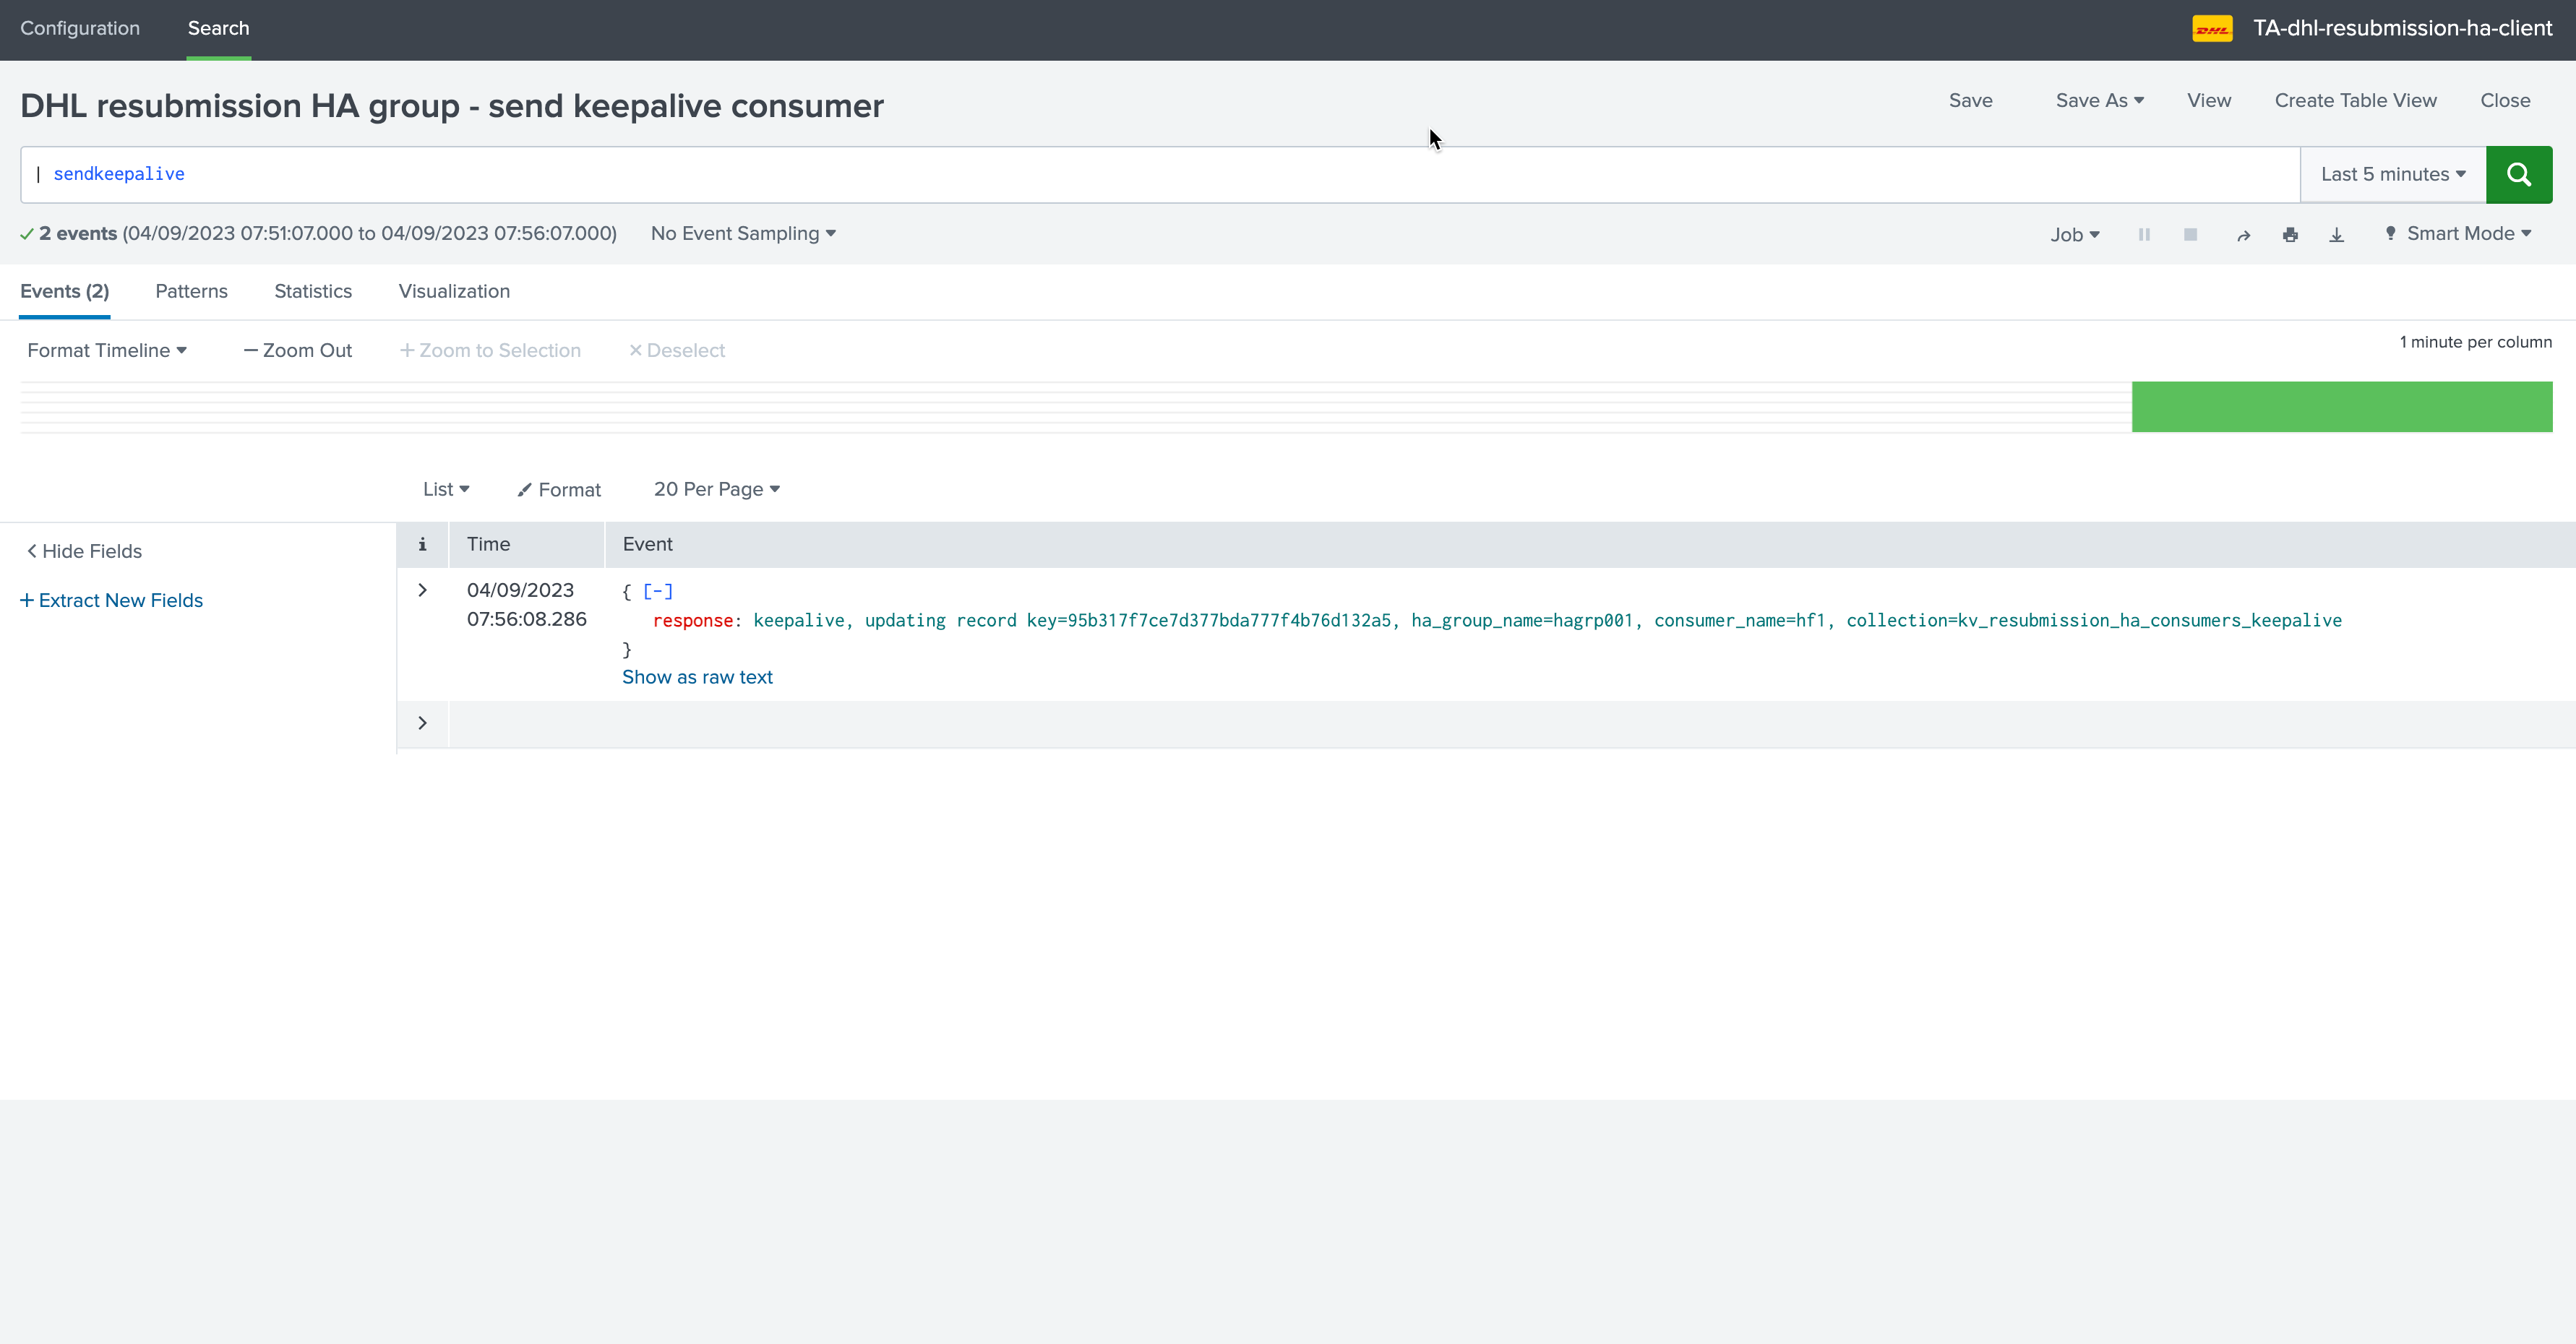 Configuration Search DHL TA-dhl-resubmission-ha-client
DHL resubmission HA group - send keepalive consumer Save Save As View Create Table View Close
| sendkeepalive Last 5 minutes
2 events (04/09/2023 07:51:07.000 to 04/09/2023 07:56:07.000) No Event Sampling Job Smart Mode
Events (2) Patterns Statistics Visualization
Format Timeline — Zoom Out + Zoom to Selection × Deselect 1 minute per column
List Format 20 Per Page
< Hide Fields i Time Event
+ Extract New Fields
> 04/09/2023 { [-]
07:56:08.286 response: keepalive, updating record key=95b317f7ce7d377bda777f4b76d132a5, ha_group_name=hagrp001, consumer_name=hf1, collection=kv_resubmission_ha_consumers_keepalive
}
Show as raw text
>